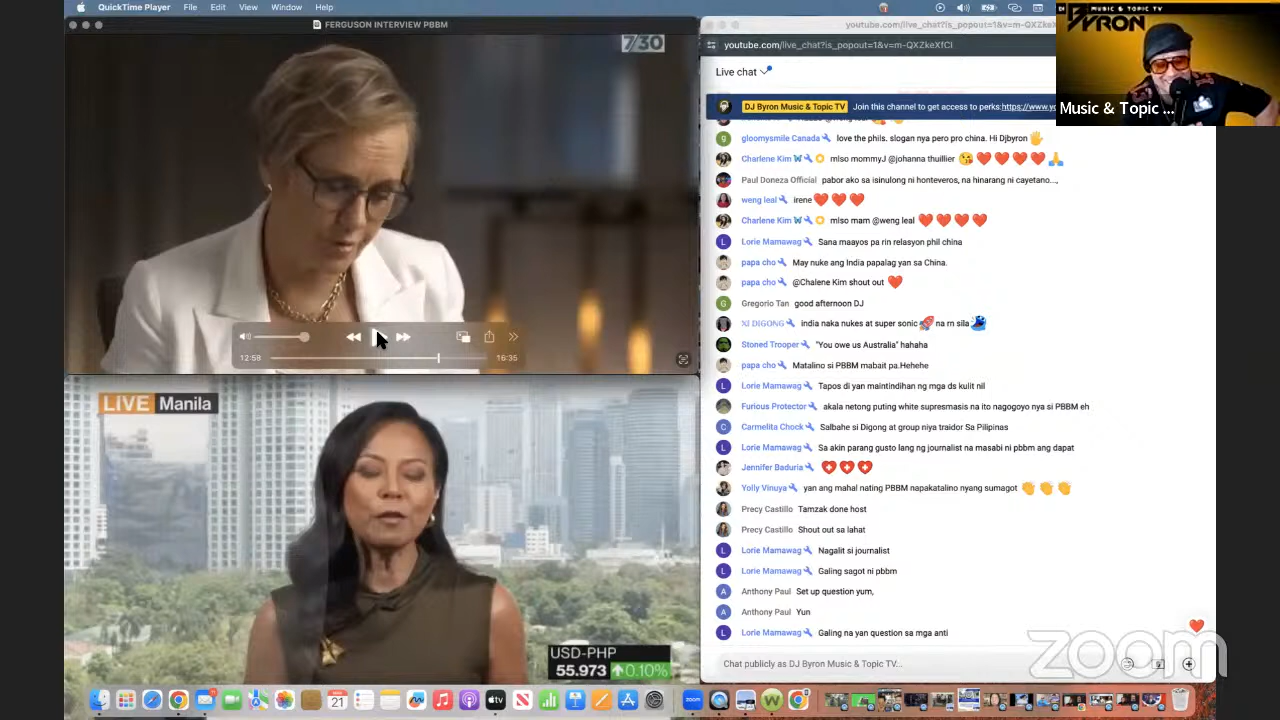 QuickTime Player File Edit View Window Help
FERGUSON INTERVIEW PBBM
7/30
12:58
16:35
LIVE Manila
USD-PHP
55.973 0.10%
youtube.com/live_chat?is_popout=1&v=m-QXZkeXfCI
Live chat
DJ Byron Music & Topic TV Join this channel to get access to perks:
gloomysmile Canada love the phils. slogan nya pero pro china. Hi Djbyron
Charlene Kim mlso mommyJ @johanna thuillier
Paul Doneza Official pabor ako sa isinulong ni honteveros, na hinarang ni cayetano...,
weng leal irene
Charlene Kim mlso mam @weng leal
Lorie Mamawag Sana maayos pa rin relasyon phil china
papa cho May nuke ang India papalag yan sa China.
papa cho @Chalene Kim shout out
Gregorio Tan good afternoon DJ
XI DIGONG india naka nukes at super sonic na rn sila
Stoned Trooper "You owe us Australia" hahaha
papa cho Matalino si PBBM mabait pa.Hehehe
Lorie Mamawag Tapos di yan maintindihan ng mga ds kulit nil
Furious Protector akala netong puting white supresmasis na ito nagogoyo nya si PBBM eh
Carmelita Chock Salbahe si Digong at group niya traidor Sa Pilipinas
Lorie Mamawag Sa akin parang gusto lang ng journalist na masabi ni pbbm ang dapat
Jennifer Baduria
Yolly Vinuya yan ang mahal nating PBBM napakatalino nyang sumagot
Precy Castillo Tamzak done host
Precy Castillo Shout out sa lahat
Lorie Mamawag Nagalit si journalist
Lorie Mamawag Galing sagot ni pbbm
Anthony Paul Set up question yum,
Anthony Paul Yun
Lorie Mamawag Galing na yan question sa mga anti
Chat publicly as DJ Byron Music & Topic TV...
MUSIC & TOPIC TV
BYRON
Music & Topic ...
zoom